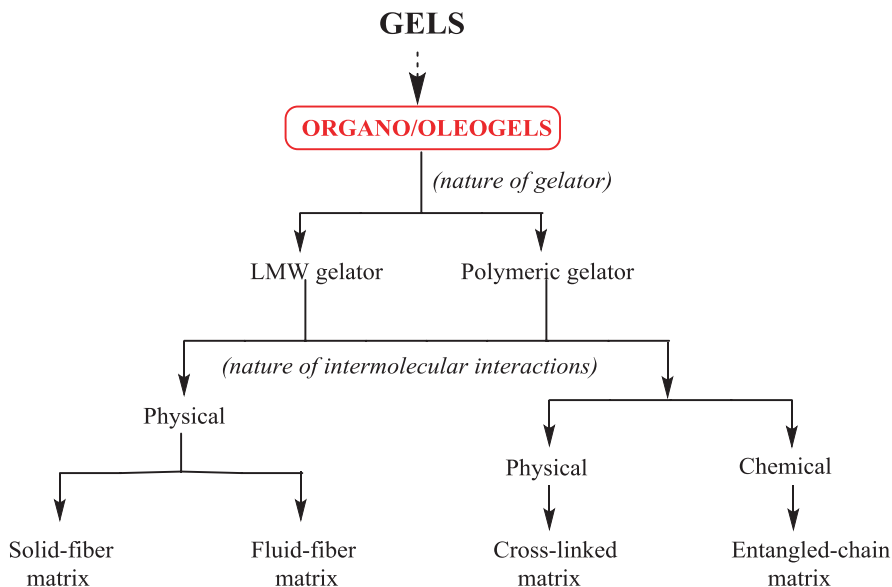 GELS
ORGANO/OLEOGELS
(nature of gelator)
LMW gelator
Polymeric gelator
(nature of intermolecular interactions)
Physical
Physical
Chemical
Solid-fiber
matrix
Fluid-fiber
matrix
Cross-linked
matrix
Entangled-chain
matrix